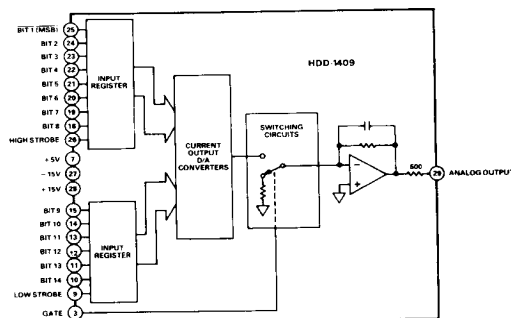 HDD-1409
BIT 1 (MSB) 25
BIT 2 24
BIT 3 23
BIT 4 22
BIT 5 21
BIT 6 20
BIT 7 19
BIT 8 18
HIGH STROBE 26
INPUT
REGISTER
+5V 7
-15V 27
+15V 28
BIT 9 15
BIT 10 14
BIT 11 13
BIT 12 12
BIT 13 11
BIT 14 10
LOW STROBE 9
GATE 3
INPUT
REGISTER
CURRENT
OUTPUT
D/A
CONVERTERS
SWITCHING
CIRCUITS
-
+
500
29 ANALOG OUTPUT